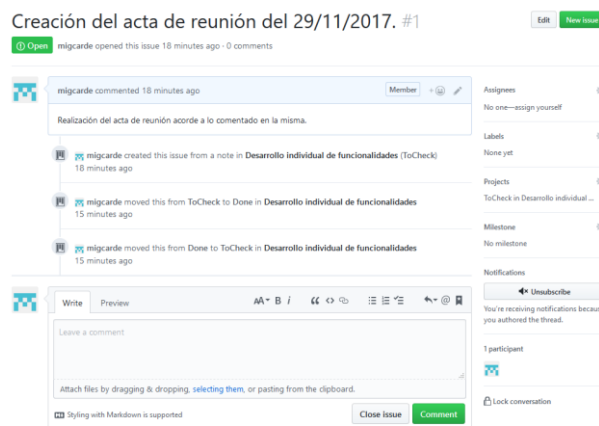 Creación del acta de reunión del 29/11/2017. #1
Edit
New issue
Open
migcarde opened this issue 18 minutes ago · 0 comments
migcarde commented 18 minutes ago
Member
Realización del acta de reunión acorde a lo comentado en la misma.
migcarde created this issue from a note in Desarrollo individual de funcionalidades (ToCheck)
18 minutes ago
migcarde moved this from ToCheck to Done in Desarrollo individual de funcionalidades
15 minutes ago
migcarde moved this from Done to ToCheck in Desarrollo individual de funcionalidades
15 minutes ago
Write
Preview
AA B i
Leave a comment
Attach files by dragging & dropping, selecting them, or pasting from the clipboard.
Styling with Markdown is supported
Close issue
Comment
Assignees
No one—assign yourself
Labels
None yet
Projects
ToCheck in Desarrollo individual ...
Milestone
No milestone
Notifications
Unsubscribe
You're receiving notifications becau
you authored the thread.
1 participant
Lock conversation